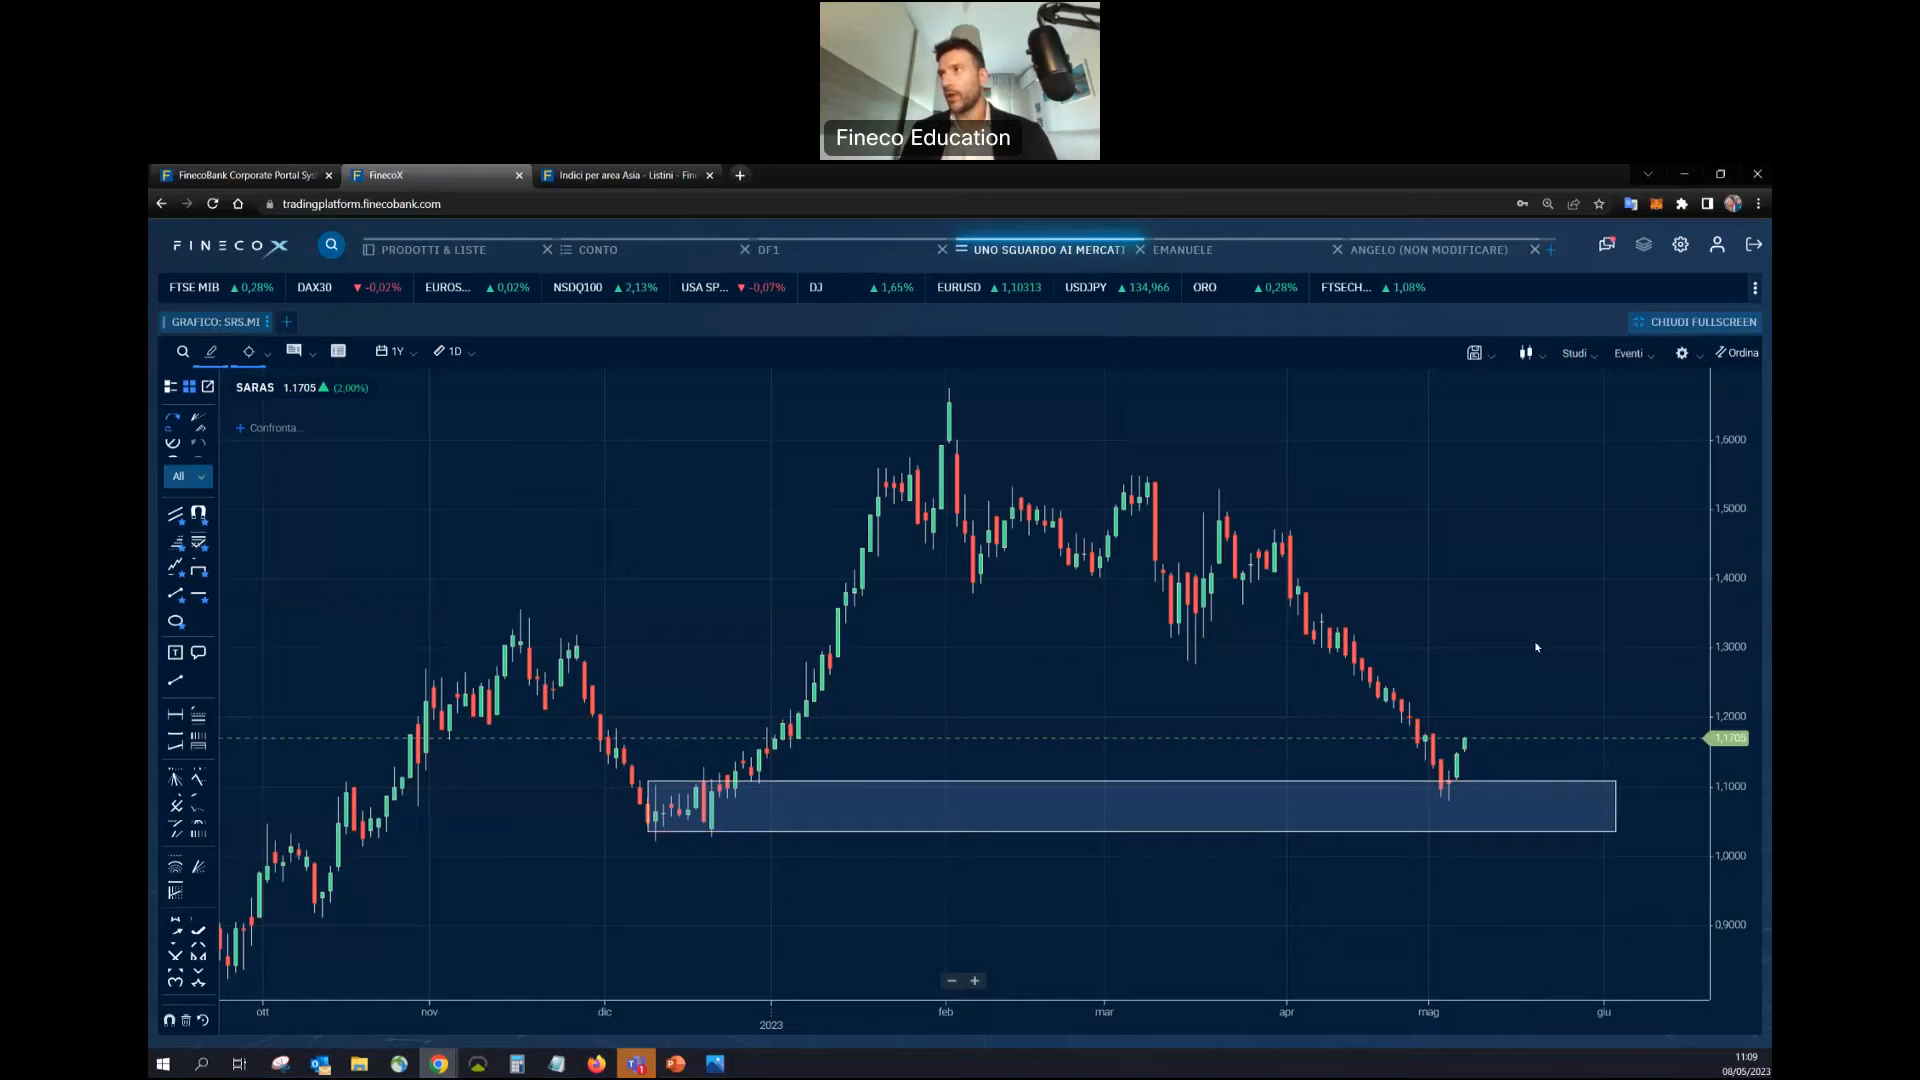 Fineco Education
FinecoBank Corporate Portal Sys
FinecoX
Indici per area Asia - Listini - Fine
tradingplatform.finecobank.com
FINECOX
PRODOTTI & LISTE
CONTO
DF1
UNO SGUARDO AI MERCATI
EMANUELE
ANGELO (NON MODIFICARE)
FTSE MIB 0,28%
DAX30 -0,02%
EUROS... 0,02%
NSDQ100 2,13%
USA SP... -0,07%
DJ 1,65%
EURUSD 1,10313
USDJPY 134,966
ORO 0,28%
FTSECH... 1,08%
GRAFICO: SRS.MI
CHIUDI FULLSCREEN
1Y
1D
Studi
Eventi
Ordina
SARAS 1.1705 (2,00%)
+ Confronta...
All
1,6000
1,5000
1,4000
1,3000
1,2000
1,1705
1,1000
1,0000
0,9000
ott nov dic 2023 feb mar apr mag giu
11:09
08/05/2023